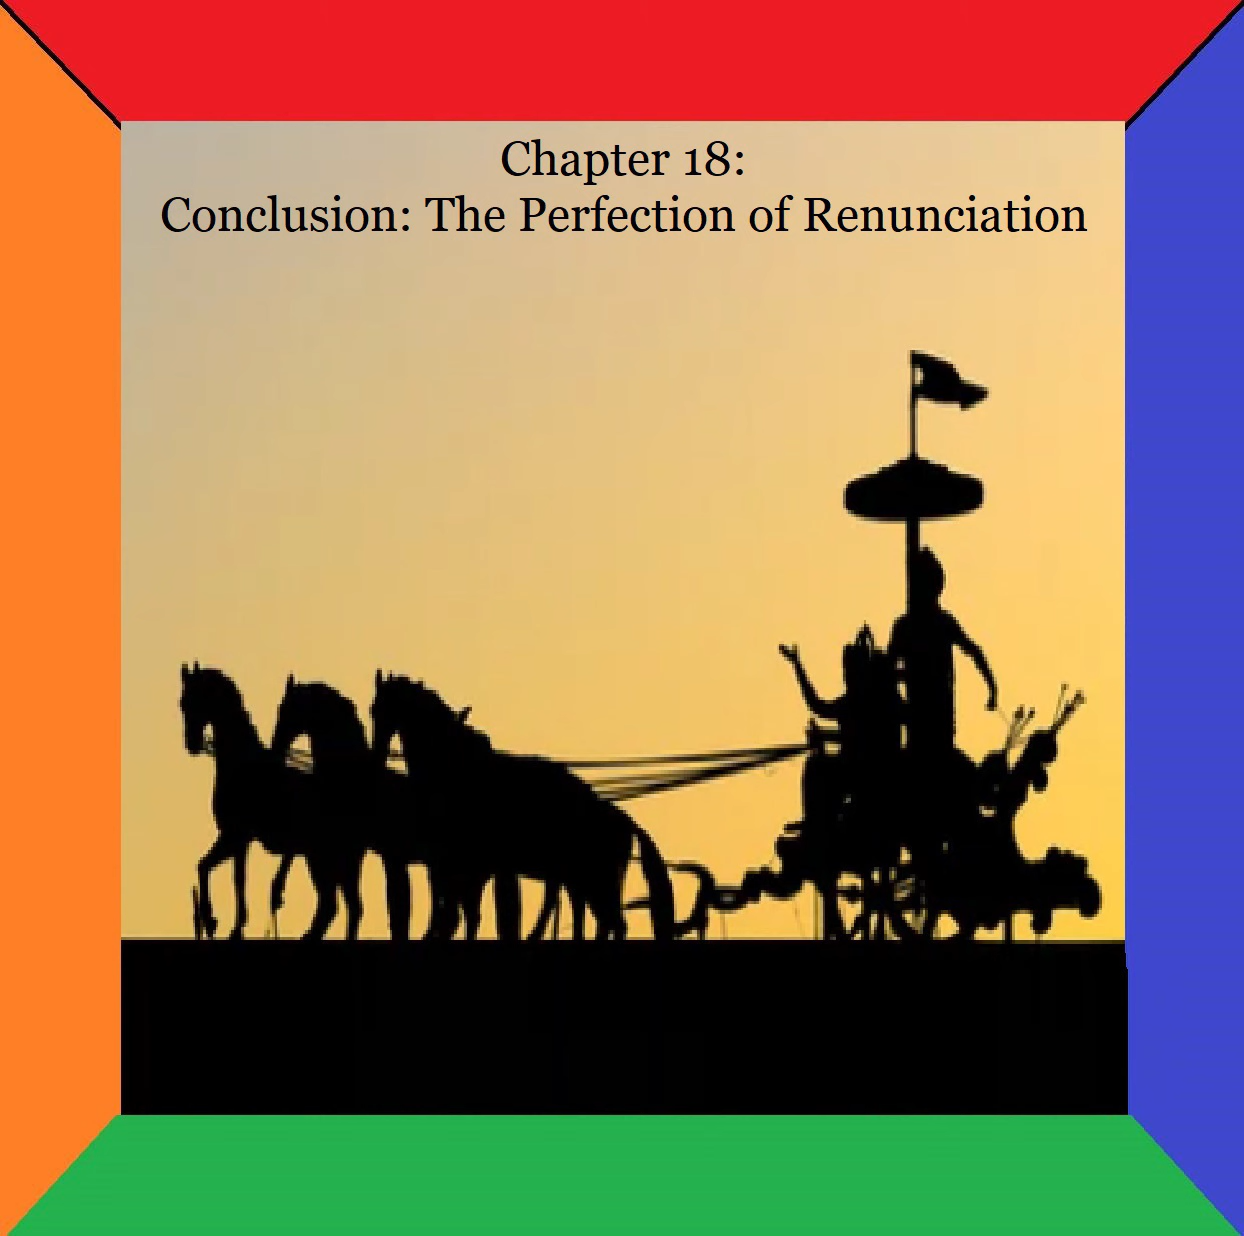 Chapter 18:
Conclusion: The Perfection of Renunciation